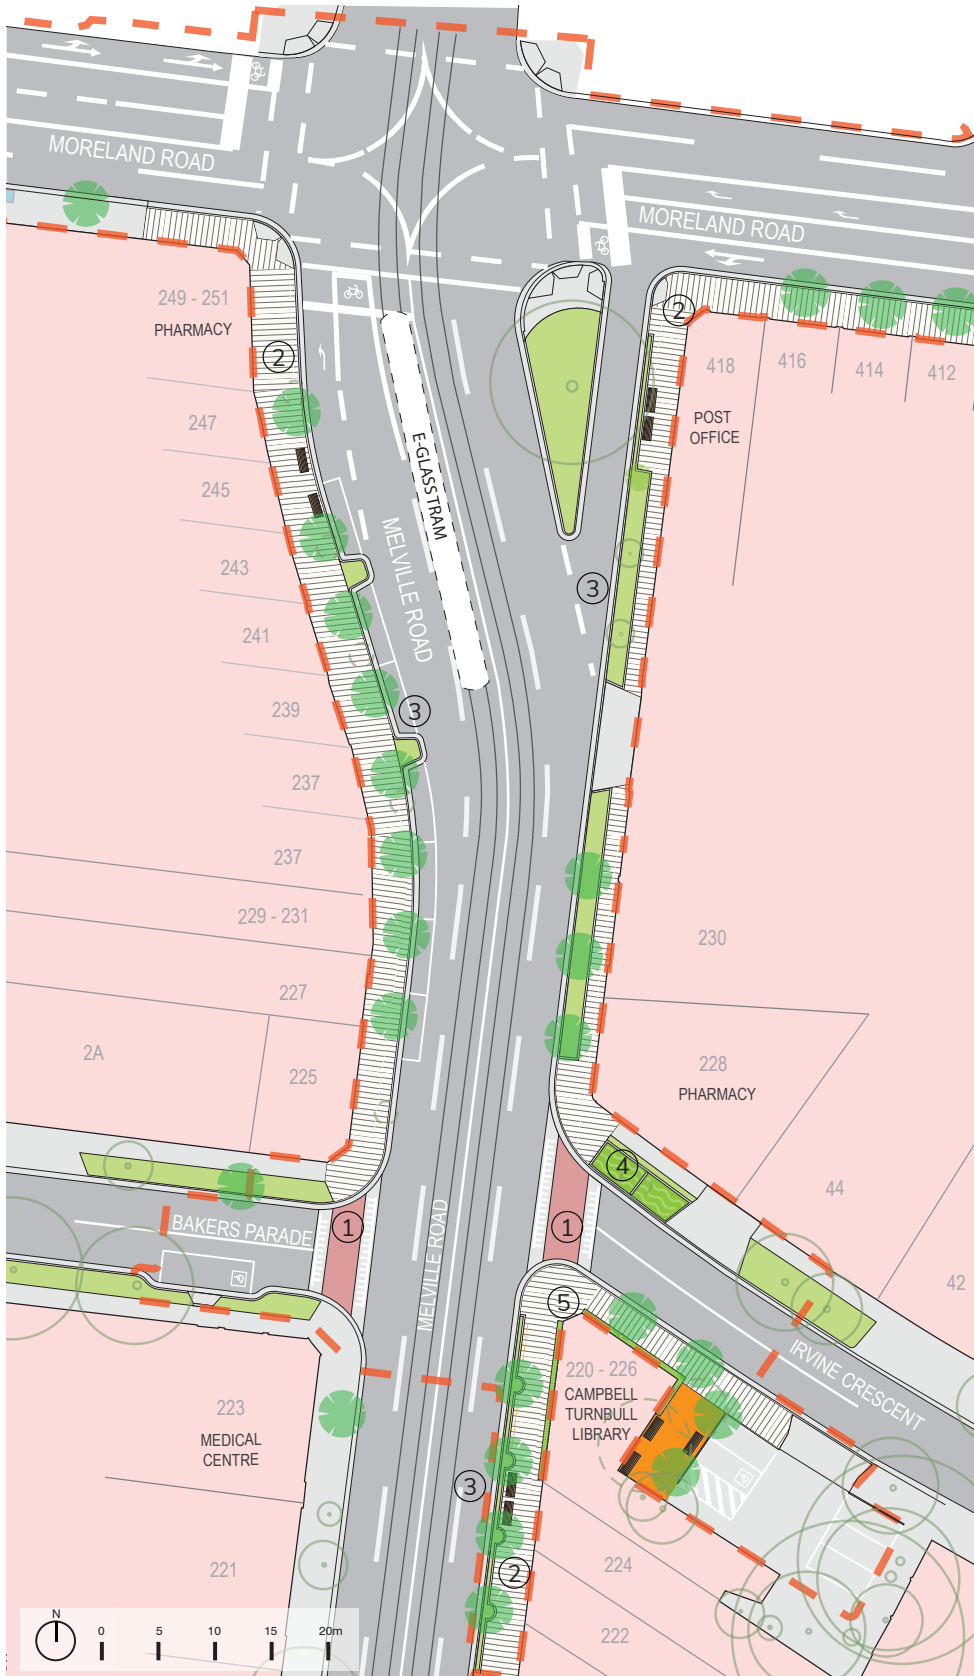 MORELAND ROAD
MORELAND ROAD
249 - 251
PHARMACY
2
2
418
416
414
412
POST
OFFICE
247
E-GLASS TRAM
245
MELVILLE ROAD
243
3
241
239
3
237
237
229 - 231
230
227
2A
225
228
PHARMACY
4
44
1
BAKERS PARADE
1
MELVILLE ROAD
42
5
IRVINE CRESCENT
220 - 226
CAMPBELL
TURNBULL
LIBRARY
223
MEDICAL
CENTRE
3
221
2
224
222
N
0 5 10 15 20m